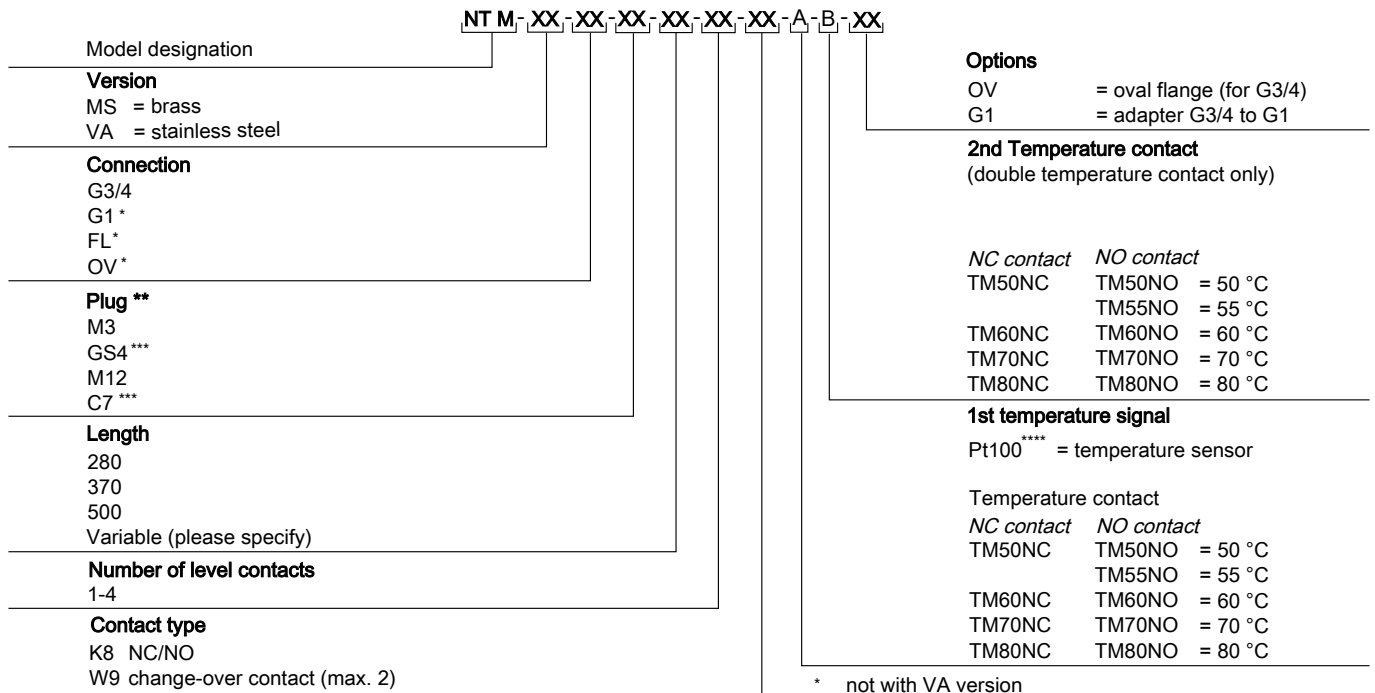 NT M - XX - XX - XX - XX - XX - XX - A - B - XX
Model designation
Version
MS = brass
VA = stainless steel
Connection
G3/4
G1 *
FL *
OV *
Plug **
M3
GS4 ***
M12
C7 ***
Length
280
370
500
Variable (please specify)
Number of level contacts
1-4
Contact type
K8 NC/NO
W9 change-over contact (max. 2)
Options
OV = oval flange (for G3/4)
G1 = adapter G3/4 to G1
2nd Temperature contact
(double temperature contact only)
NC contact NO contact
TM50NC TM50NO = 50 °C
TM55NO = 55 °C
TM60NC TM60NO = 60 °C
TM70NC TM70NO = 70 °C
TM80NC TM80NO = 80 °C
1st temperature signal
Pt100 **** = temperature sensor
Temperature contact
NC contact NO contact
TM50NC TM50NO = 50 °C
TM55NO = 55 °C
TM60NC TM60NO = 60 °C
TM70NC TM70NO = 70 °C
TM80NC TM80NO = 80 °C
* not with VA version